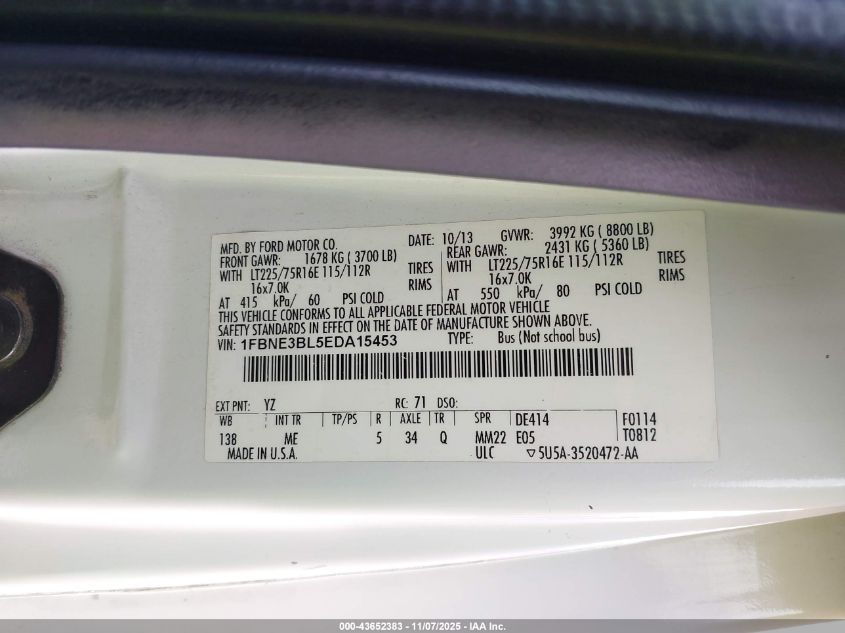 MFD. BY FORD MOTOR CO. DATE: 10/13 GVWR: 3992 KG ( 8800 LB)
FRONT GAWR: 1678 KG ( 3700 LB) REAR GAWR: 2431 KG ( 5360 LB)
WITH LT225/75R16E 115/112R TIRES WITH LT225/75R16E 115/112R TIRES
16x7.0K RIMS 16x7.0K RIMS
AT 415 kPa/ 60 PSI COLD AT 550 kPa/ 80 PSI COLD
THIS VEHICLE CONFORMS TO ALL APPLICABLE FEDERAL MOTOR VEHICLE
SAFETY STANDARDS IN EFFECT ON THE DATE OF MANUFACTURE SHOWN ABOVE.
VIN: 1FBNE3BL5EDA15453 TYPE: Bus (Not school bus)
EXT PNT: YZ RC: 71 DSO:
WB INT TR TP/PS R AXLE TR SPR DE414 F0114
138 ME 5 34 Q MM22 E05 T0812
MADE IN U.S.A. ULC ▽5U5A-3520472-AA
000-43652383 - 11/07/2025 - IAA Inc.